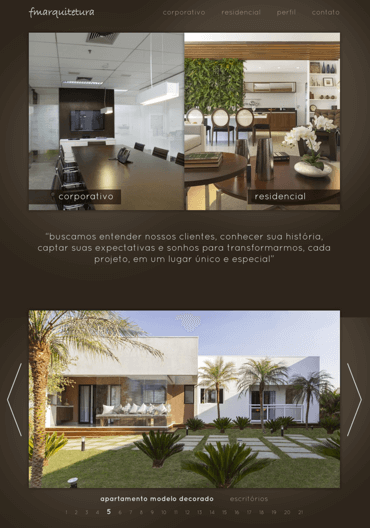 fmarquitetura
corporativo residencial perfil contato
corporativo
residencial
"buscamos entender nossos clientes, conhecer sua história,
captar suas expectativas e sonhos para transformarmos, cada
projeto, em um lugar único e especial"
apartamento modelo decorado escritórios
1 2 3 4 5 6 7 8 9 10 11 12 13 14 15 16 17 18 19 20 21